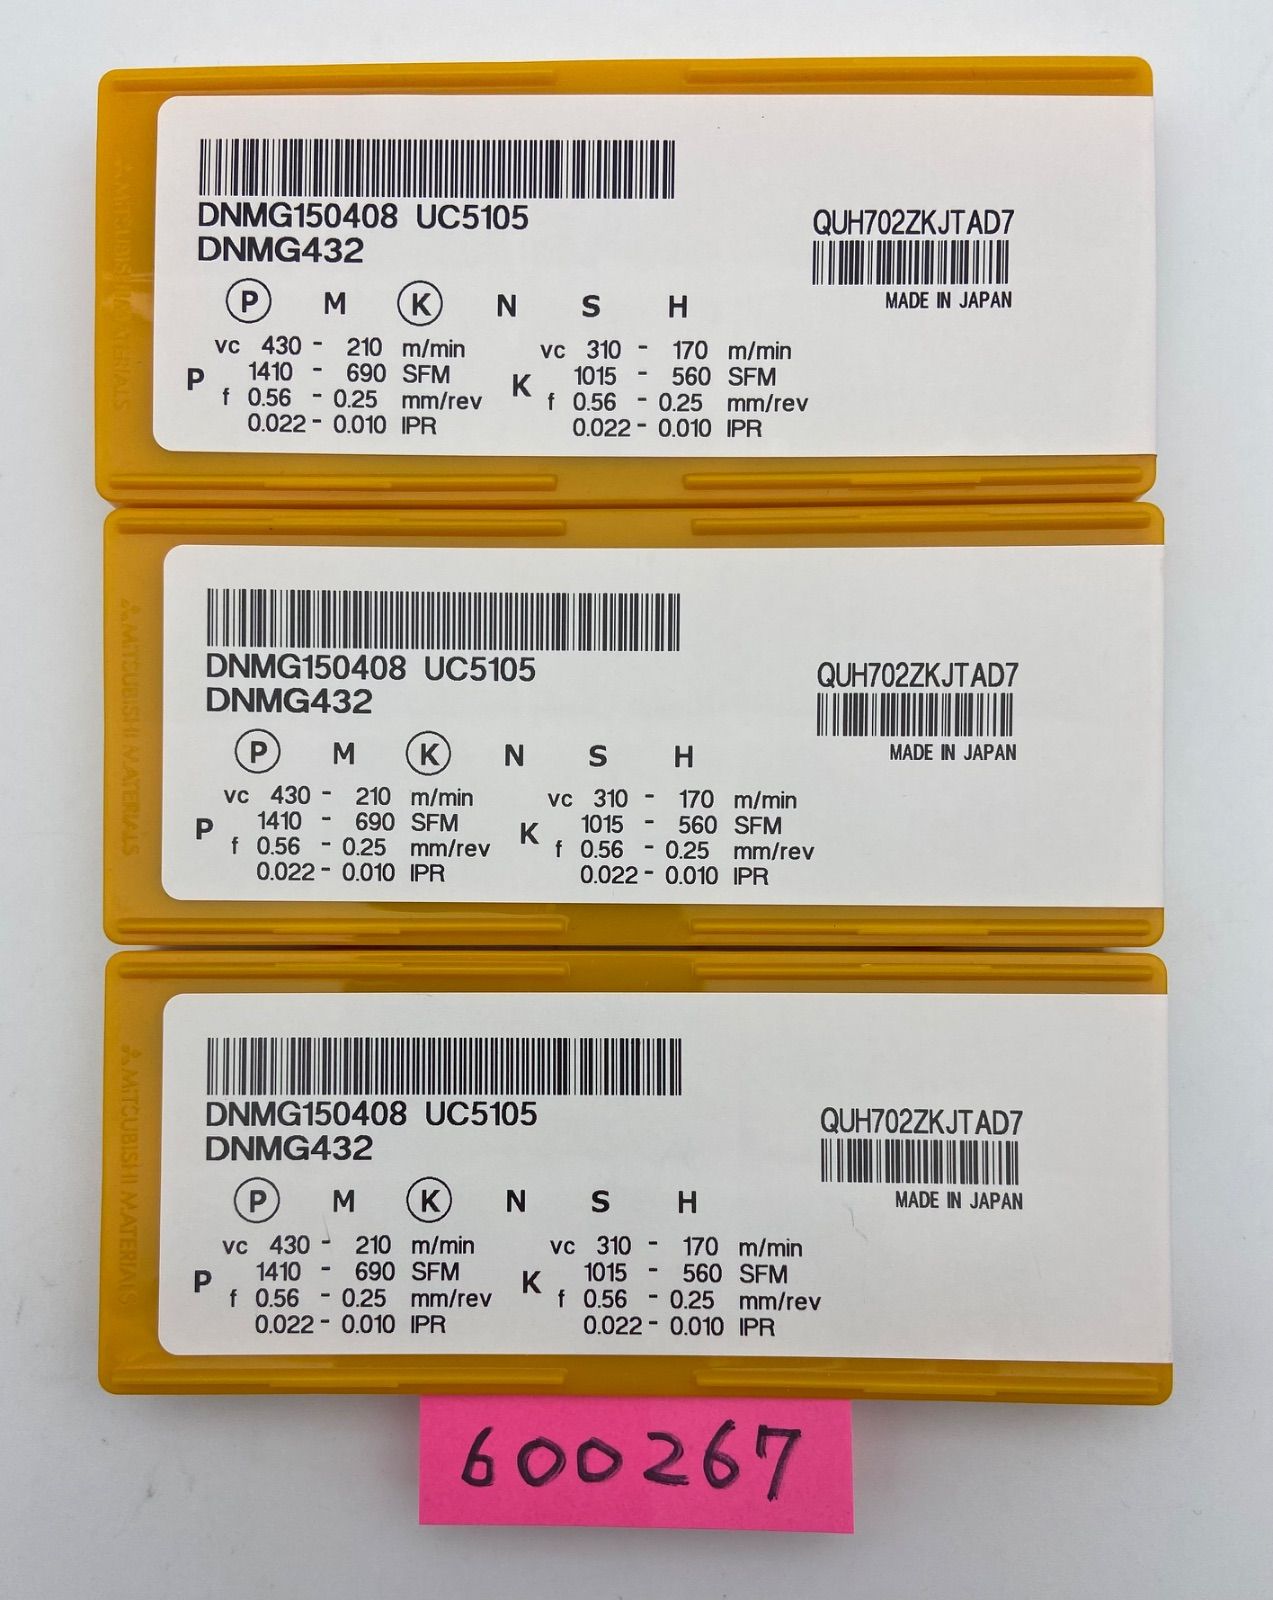 MITSUBISHI MATERIALS
DNMG150408 UC5105
DNMG432
QUH702ZKJTAD7
MADE IN JAPAN
P M K N S H
P
vc 430 - 210 m/min
1410 - 690 SFM
f 0.56 - 0.25 mm/rev
0.022 - 0.010 IPR
K
vc 310 - 170 m/min
1015 - 560 SFM
f 0.56 - 0.25 mm/rev
0.022 - 0.010 IPR
MITSUBISHI MATERIALS
DNMG150408 UC5105
DNMG432
QUH702ZKJTAD7
MADE IN JAPAN
P M K N S H
P
vc 430 - 210 m/min
1410 - 690 SFM
f 0.56 - 0.25 mm/rev
0.022 - 0.010 IPR
K
vc 310 - 170 m/min
1015 - 560 SFM
f 0.56 - 0.25 mm/rev
0.022 - 0.010 IPR
MITSUBISHI MATERIALS
DNMG150408 UC5105
DNMG432
QUH702ZKJTAD7
MADE IN JAPAN
P M K N S H
P
vc 430 - 210 m/min
1410 - 690 SFM
f 0.56 - 0.25 mm/rev
0.022 - 0.010 IPR
K
vc 310 - 170 m/min
1015 - 560 SFM
f 0.56 - 0.25 mm/rev
0.022 - 0.010 IPR
600267